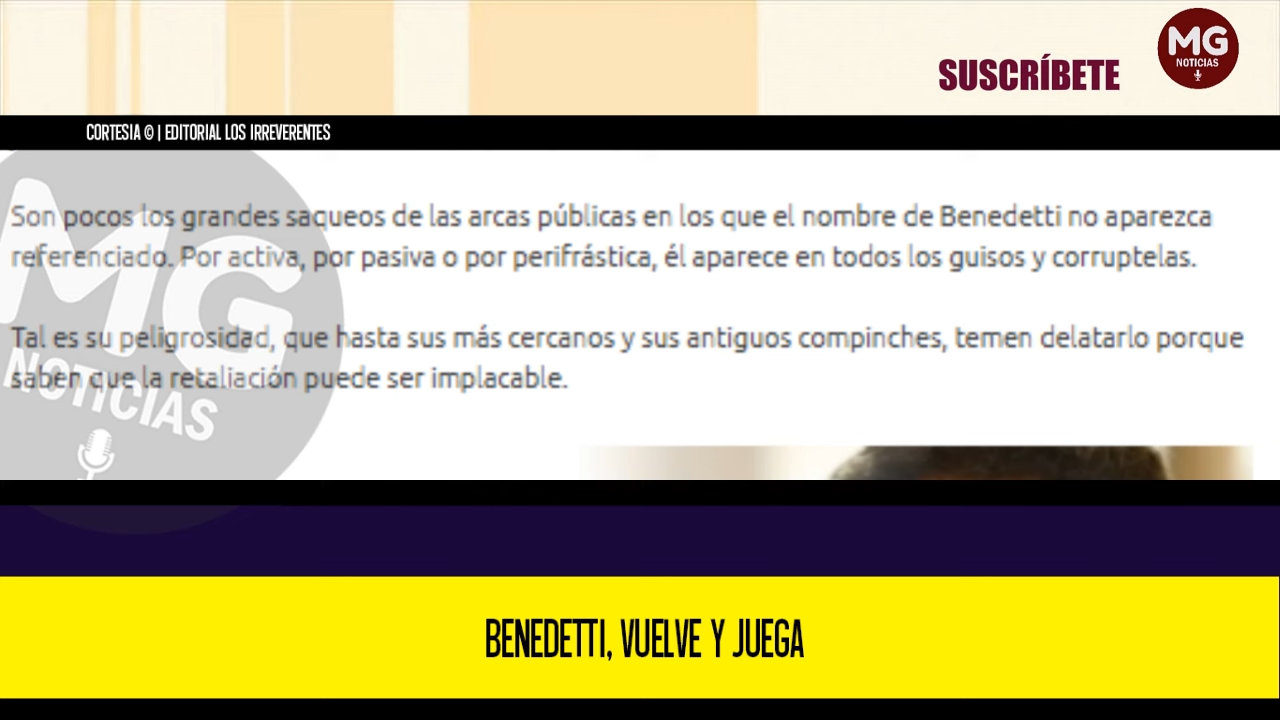 SUSCRÍBETE
MG
NOTICIAS
CORTESIA © | EDITORIAL LOS IRREVERENTES
Son pocos los grandes saqueos de las arcas públicas en los que el nombre de Benedetti no aparezca
referenciado. Por activa, por pasiva o por perifrástica, él aparece en todos los guisos y corruptelas.
Tal es su peligrosidad, que hasta sus más cercanos y sus antiguos compinches, temen delatarlo porque
saben que la retaliación puede ser implacable.
MG
NOTICIAS
BENEDETTI, VUELVE Y JUEGA